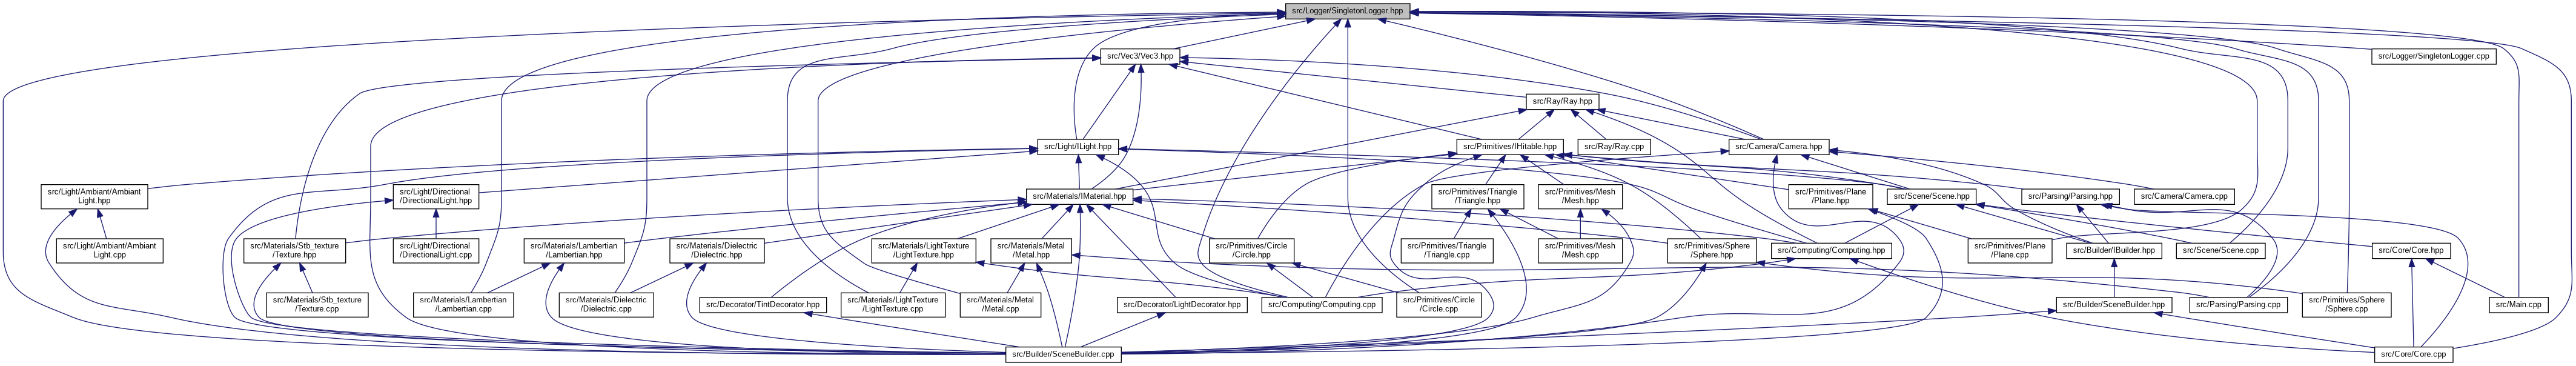 src/Logger/SingletonLogger.hpp
src/Vec3/Vec3.hpp
src/Logger/SingletonLogger.cpp
src/Ray/Ray.hpp
src/Light/ILight.hpp
src/Primitives/IHitable.hpp
src/Ray/Ray.cpp
src/Camera/Camera.hpp
src/Light/Ambiant/Ambiant
Light.hpp
src/Light/Directional
/DirectionalLight.hpp
src/Materials/IMaterial.hpp
src/Primitives/Triangle
/Triangle.hpp
src/Primitives/Mesh
/Mesh.hpp
src/Primitives/Plane
/Plane.hpp
src/Scene/Scene.hpp
src/Parsing/Parsing.hpp
src/Camera/Camera.cpp
src/Light/Ambiant/Ambiant
Light.cpp
src/Materials/Stb_texture
/Texture.hpp
src/Light/Directional
/DirectionalLight.cpp
src/Materials/Lambertian
/Lambertian.hpp
src/Materials/Dielectric
/Dielectric.hpp
src/Materials/LightTexture
/LightTexture.hpp
src/Materials/Metal
/Metal.hpp
src/Primitives/Circle
/Circle.hpp
src/Primitives/Triangle
/Triangle.cpp
src/Primitives/Mesh
/Mesh.cpp
src/Primitives/Sphere
/Sphere.hpp
src/Computing/Computing.hpp
src/Primitives/Plane
/Plane.cpp
src/Builder/IBuilder.hpp
src/Scene/Scene.cpp
src/Core/Core.hpp
src/Materials/Stb_texture
/Texture.cpp
src/Materials/Lambertian
/Lambertian.cpp
src/Materials/Dielectric
/Dielectric.cpp
src/Decorator/TintDecorator.hpp
src/Materials/LightTexture
/LightTexture.cpp
src/Materials/Metal
/Metal.cpp
src/Decorator/LightDecorator.hpp
src/Computing/Computing.cpp
src/Primitives/Circle
/Circle.cpp
src/Builder/SceneBuilder.hpp
src/Parsing/Parsing.cpp
src/Primitives/Sphere
/Sphere.cpp
src/Main.cpp
src/Builder/SceneBuilder.cpp
src/Core/Core.cpp